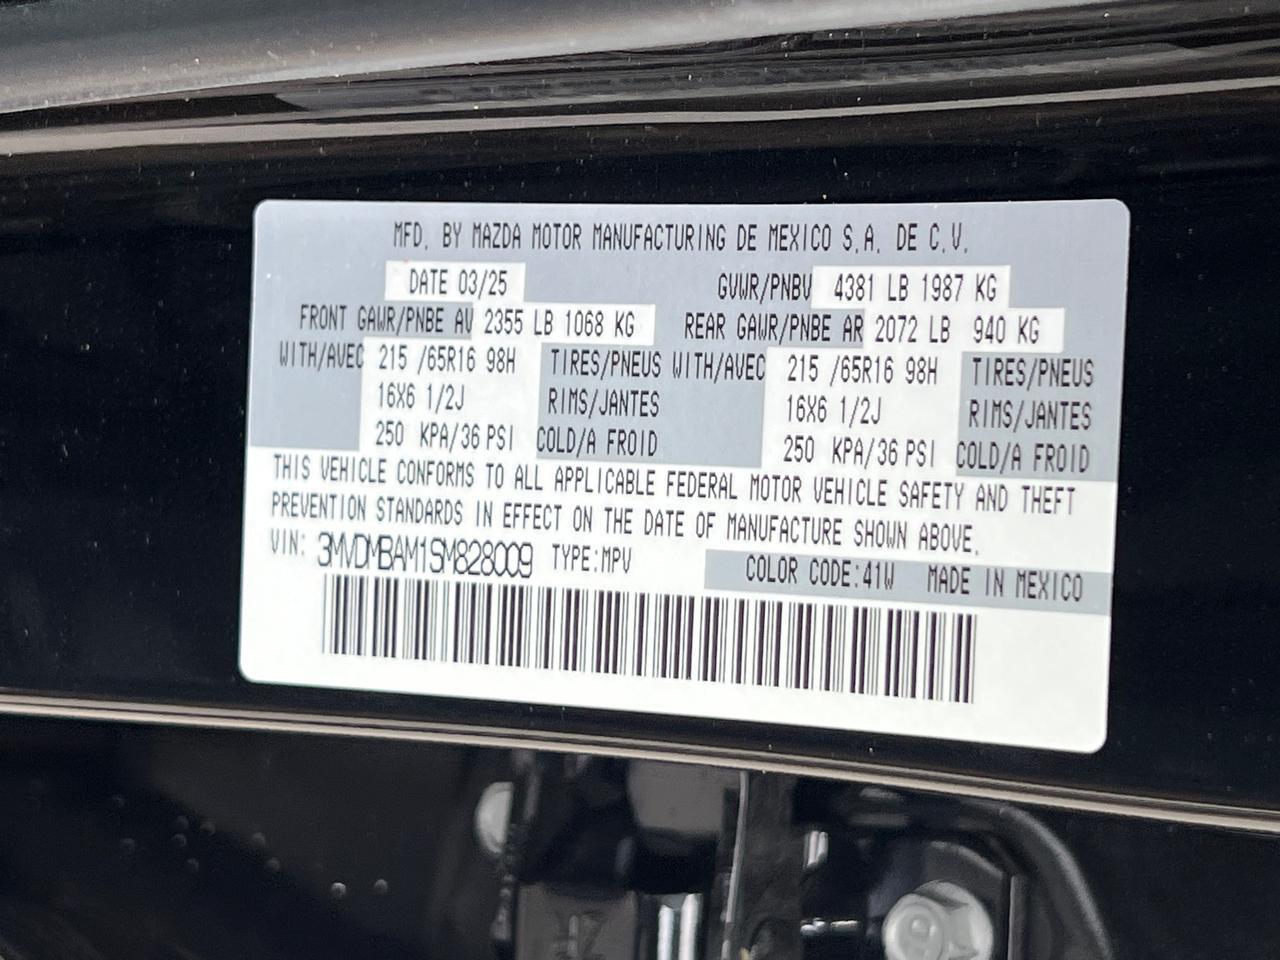 MFD. BY MAZDA MOTOR MANUFACTURING DE MEXICO S.A. DE C.V.
DATE 03/25 GVWR/PNBV 4381 LB 1987 KG
FRONT GAWR/PNBE AV 2355 LB 1068 KG REAR GAWR/PNBE AR 2072 LB 940 KG
WITH/AVEC 215 /65R16 98H TIRES/PNEUS WITH/AVEC 215 /65R16 98H TIRES/PNEUS
16X6 1/2J RIMS/JANTES 16X6 1/2J RIMS/JANTES
250 KPA/36 PSI COLD/A FROID 250 KPA/36 PSI COLD/A FROID
THIS VEHICLE CONFORMS TO ALL APPLICABLE FEDERAL MOTOR VEHICLE SAFETY AND THEFT
PREVENTION STANDARDS IN EFFECT ON THE DATE OF MANUFACTURE SHOWN ABOVE.
VIN: 3MVDMBAM1SM828009 TYPE:MPV COLOR CODE:41W MADE IN MEXICO